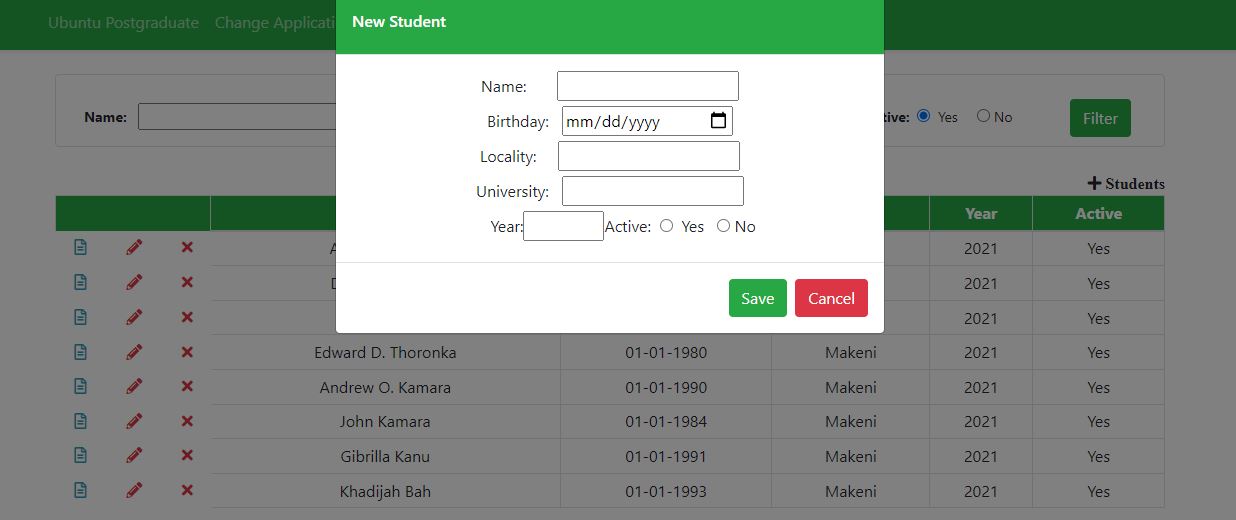 Ubuntu Postgraduate Change Applicati
New Student
Name:
Name:
Birthday: mm/dd/yyyy
Locality:
University:
Year: Active: Yes No
Save Cancel
tive: Yes No Filter
Students
Year Active
A 2021 Yes
D 2021 Yes
2021 Yes
Edward D. Thoronka 01-01-1980 Makeni 2021 Yes
Andrew O. Kamara 01-01-1990 Makeni 2021 Yes
John Kamara 01-01-1984 Makeni 2021 Yes
Gibrilla Kanu 01-01-1991 Makeni 2021 Yes
Khadijah Bah 01-01-1993 Makeni 2021 Yes